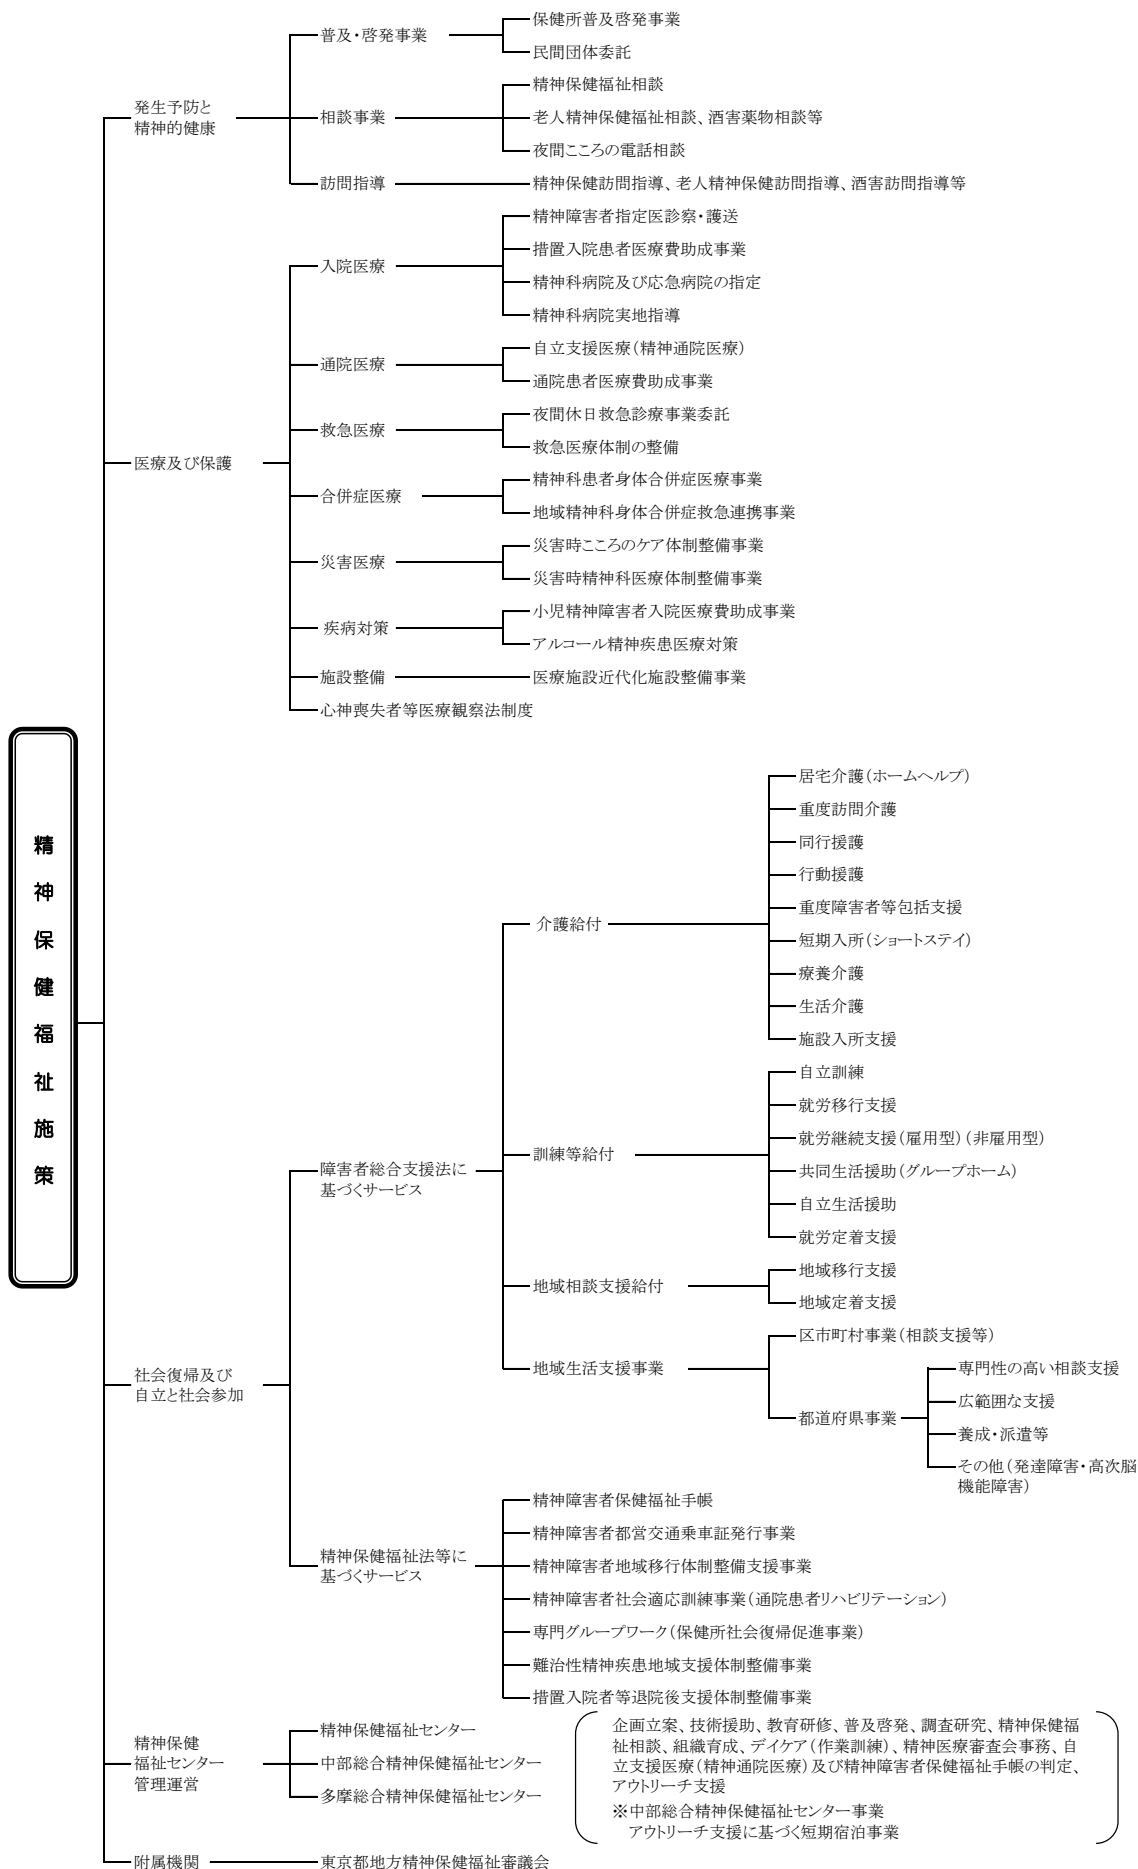 精神保健福祉施策
発生予防と
精神的健康
普及・啓発事業
保健所普及啓発事業
民間団体委託
相談事業
精神保健福祉相談
老人精神保健福祉相談、酒害薬物相談等
夜間こころの電話相談
訪問指導
精神保健訪問指導、老人精神保健訪問指導、酒害訪問指導等
医療及び保護
入院医療
精神障害者指定医診察・護送
措置入院患者医療費助成事業
精神科病院及び応急病院の指定
精神科病院実地指導
通院医療
自立支援医療（精神通院医療）
通院患者医療費助成事業
救急医療
夜間休日救急診療事業委託
救急医療体制の整備
合併症医療
精神科患者身体合併症医療事業
地域精神科身体合併症救急連携事業
災害医療
災害時こころのケア体制整備事業
災害時精神科医療体制整備事業
疾病対策
小児精神障害者入院医療費助成事業
アルコール精神疾患医療対策
施設整備
医療施設近代化施設整備事業
心神喪失者等医療観察法制度
社会復帰及び
自立と社会参加
障害者総合支援法に
基づくサービス
介護給付
居宅介護（ホームヘルプ）
重度訪問介護
同行援護
行動援護
重度障害者等包括支援
短期入所（ショートステイ）
療養介護
生活介護
施設入所支援
訓練等給付
自立訓練
就労移行支援
就労継続支援（雇用型）（非雇用型）
共同生活援助（グループホーム）
自立生活援助
就労定着支援
地域相談支援給付
地域移行支援
地域定着支援
地域生活支援事業
区市町村事業（相談支援等）
都道府県事業
専門性の高い相談支援
広範囲な支援
養成・派遣等
その他（発達障害・高次脳
機能障害）
精神保健福祉法等に
基づくサービス
精神障害者保健福祉手帳
精神障害者都営交通乗車証発行事業
精神障害者地域移行体制整備支援事業
精神障害者社会適応訓練事業（通院患者リハビリテーション）
専門グループワーク（保健所社会復帰促進事業）
難治性精神疾患地域支援体制整備事業
措置入院者等退院後支援体制整備事業
精神保健
福祉センター
管理運営
精神保健福祉センター
中部総合精神保健福祉センター
多摩総合精神保健福祉センター
企画立案、技術援助、教育研修、普及啓発、調査研究、精神保健福
祉相談、組織育成、デイケア（作業訓練）、精神医療審査会事務、自
立支援医療（精神通院医療）及び精神障害者保健福祉手帳の判定、
アウトリーチ支援
※中部総合精神保健福祉センター事業
アウトリーチ支援に基づく短期宿泊事業
附属機関
東京都地方精神保健福祉審議会